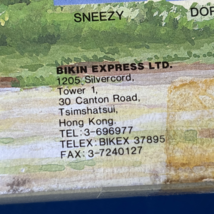 SNEEZY
BIKIN EXPRESS LTD.
1205 Silvercord,
Tower 1,
30 Canton Road,
Tsimshatsui,
Hong Kong.
TEL: 3-696977
TELEX: BIKEX 37895
FAX: 3-7240127